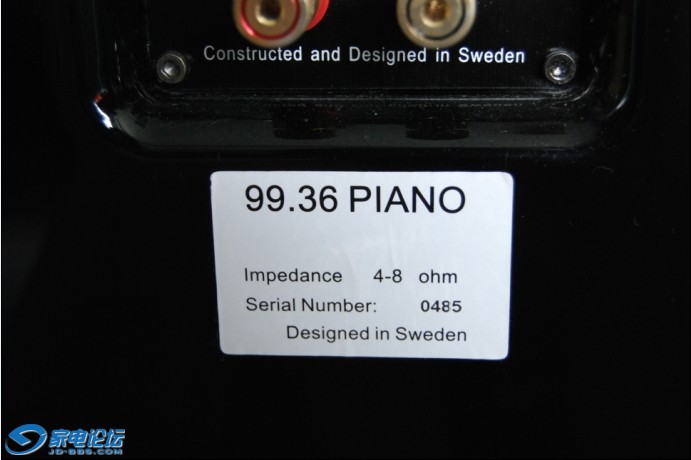 Constructed and Designed in Sweden
99.36 PIANO
Impedance 4-8 ohm
Serial Number: 0485
Designed in Sweden
家电论坛
JD-BBS.COM